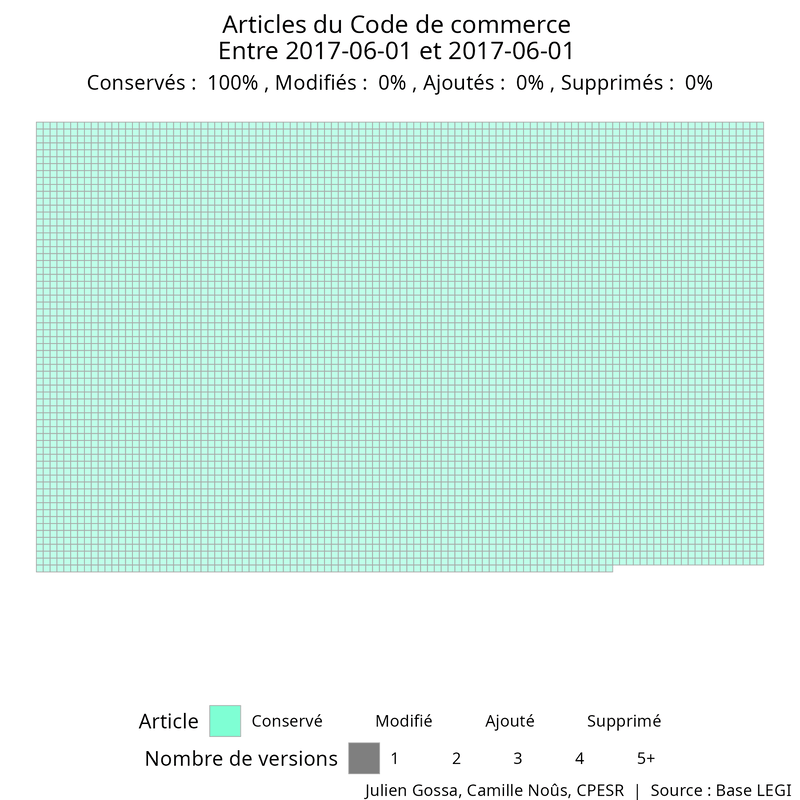 Articles du Code de commerce
Entre 2017-06-01 et 2017-06-01
Conservés : 100% , Modifiés : 0% , Ajoutés : 0% , Supprimés : 0%
Article Conservé Modifié Ajouté Supprimé
Nombre de versions 1 2 3 4 5+
Julien Gossa, Camille Noûs, CPESR | Source : Base LEGI